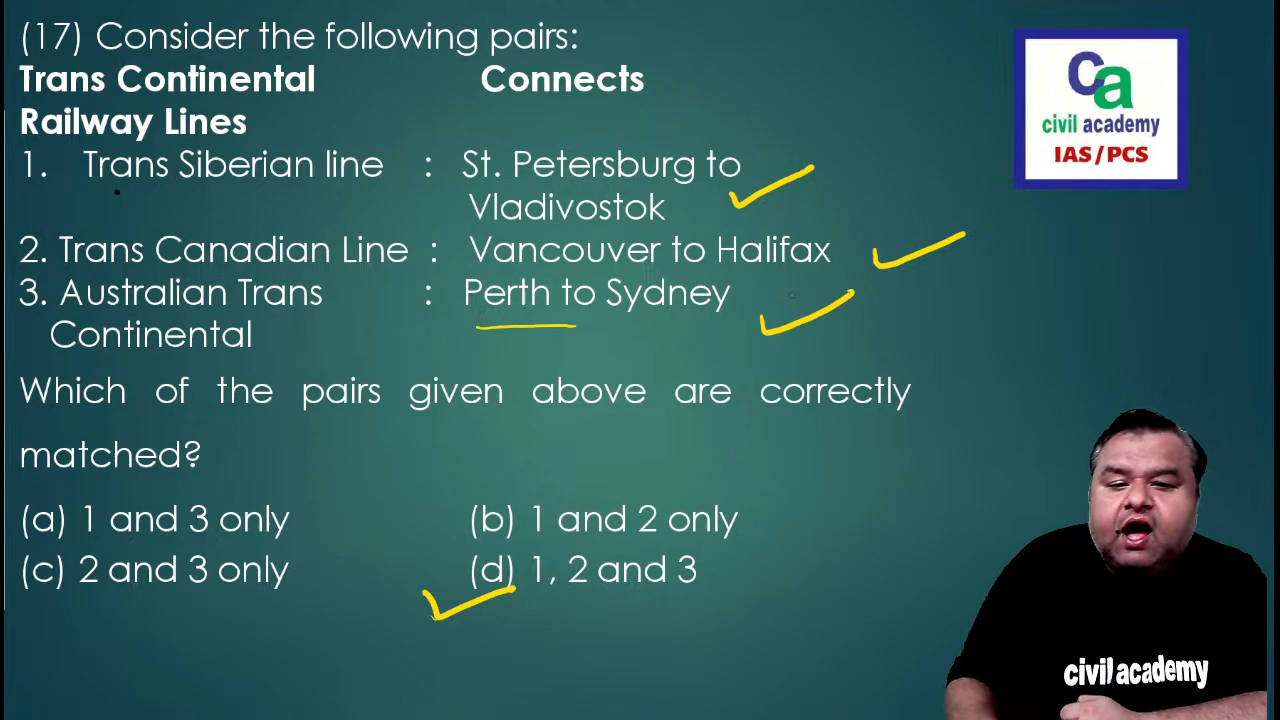 (17) Consider the following pairs:
Trans Continental Connects
Railway Lines
1. Trans Siberian line : St. Petersburg to
Vladivostok
2. Trans Canadian Line : Vancouver to Halifax
3. Australian Trans : Perth to Sydney
Continental
Which of the pairs given above are correctly
matched?
(a) 1 and 3 only (b) 1 and 2 only
(c) 2 and 3 only (d) 1, 2 and 3
ca
civil academy
IAS/PCS
civil academy